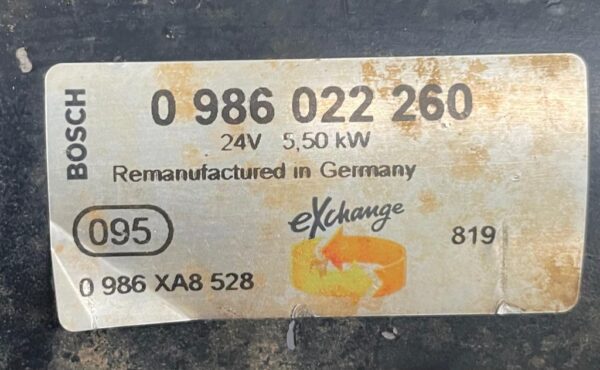 BOSCH
0 986 022 260
24V 5,50 kW
Remanufactured in Germany
095
eXchange
819
0 986 XA8 528